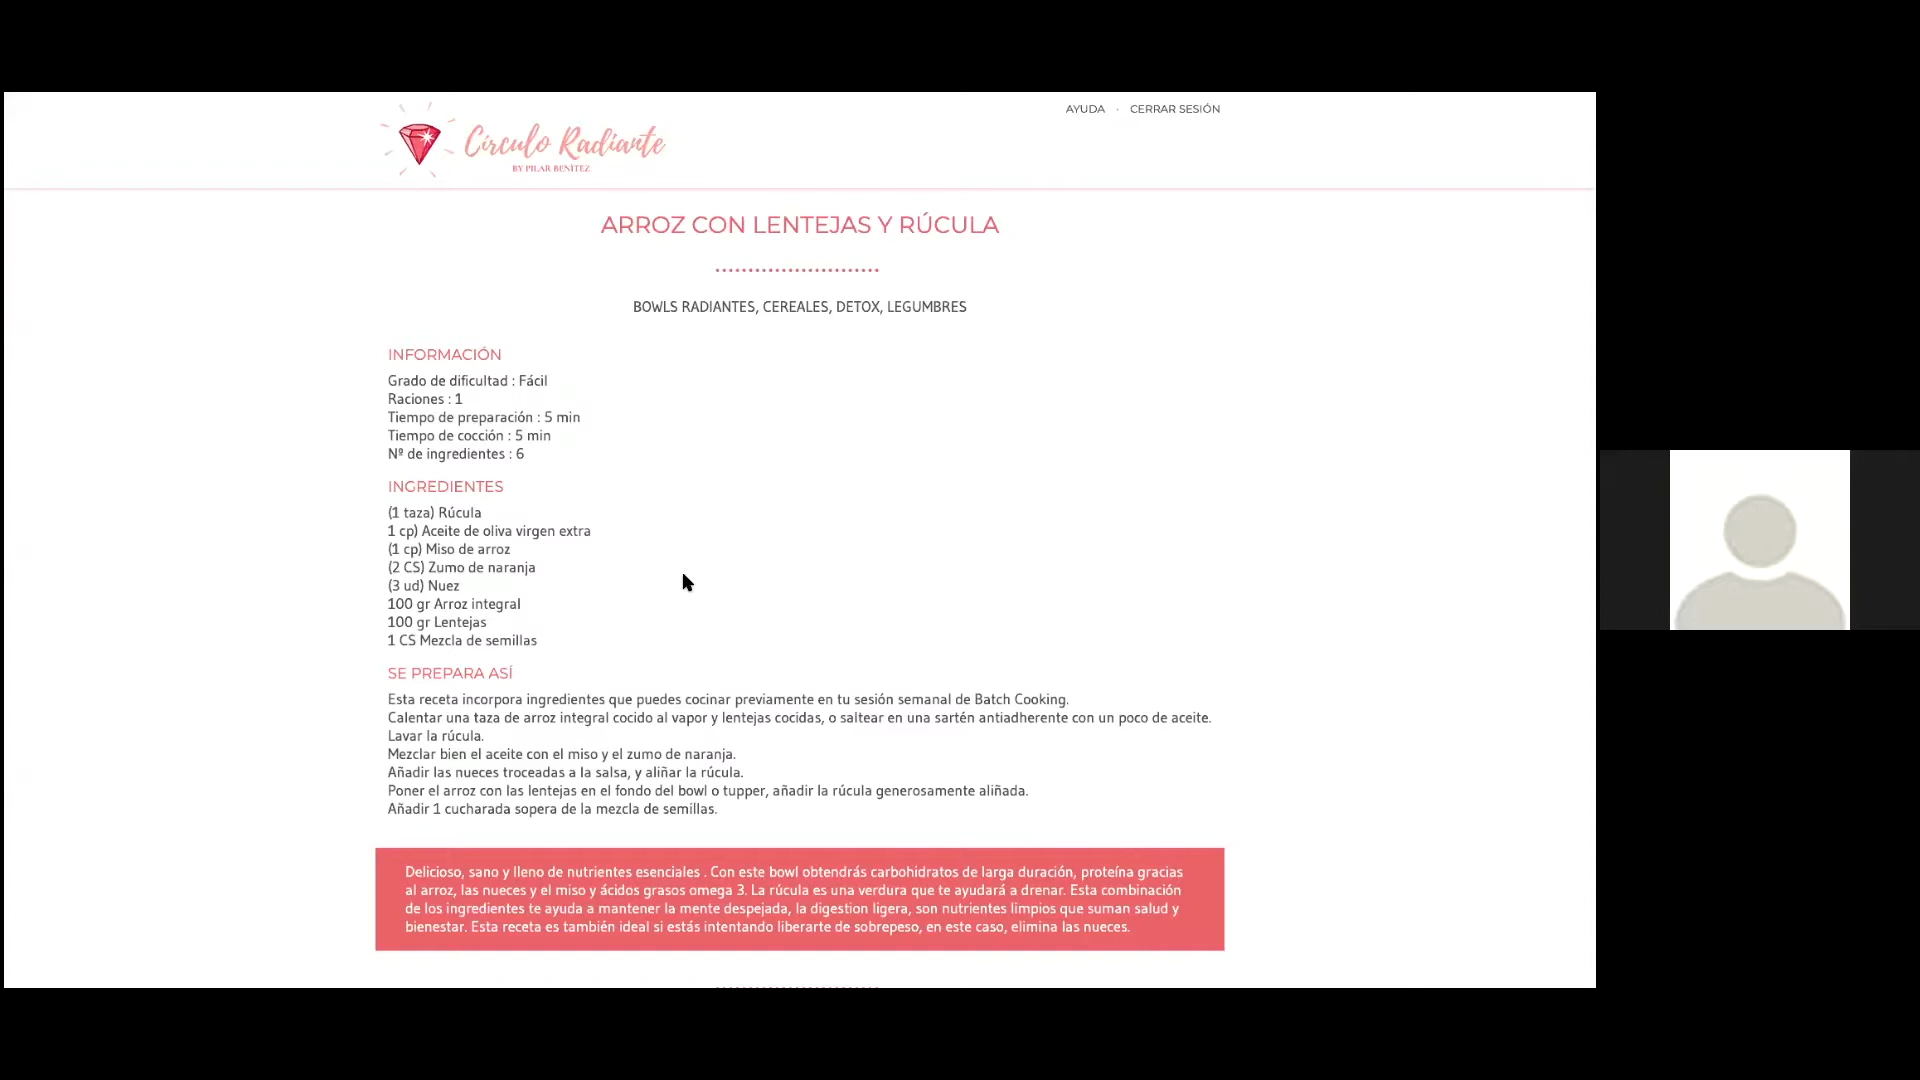 AYUDA · CERRAR SESIÓN
Círculo Radiante
BY PILAR BENÍTEZ
ARROZ CON LENTEJAS Y RÚCULA
BOWLS RADIANTES, CEREALES, DETOX, LEGUMBRES
INFORMACIÓN
Grado de dificultad : Fácil
Raciones : 1
Tiempo de preparación : 5 min
Tiempo de cocción : 5 min
Nº de ingredientes : 6
INGREDIENTES
(1 taza) Rúcula
1 cp) Aceite de oliva virgen extra
(1 cp) Miso de arroz
(2 CS) Zumo de naranja
(3 ud) Nuez
100 gr Arroz integral
100 gr Lentejas
1 CS Mezcla de semillas
SE PREPARA ASÍ
Esta receta incorpora ingredientes que puedes cocinar previamente en tu sesión semanal de Batch Cooking.
Calentar una taza de arroz integral cocido al vapor y lentejas cocidas, o saltear en una sartén antiadherente con un poco de aceite.
Lavar la rúcula.
Mezclar bien el aceite con el miso y el zumo de naranja.
Añadir las nueces troceadas a la salsa, y aliñar la rúcula.
Poner el arroz con las lentejas en el fondo del bowl o tupper, añadir la rúcula generosamente aliñada.
Añadir 1 cucharada sopera de la mezcla de semillas.
Delicioso, sano y lleno de nutrientes esenciales . Con este bowl obtendrás carbohidratos de larga duración, proteína gracias
al arroz, las nueces y el miso y ácidos grasos omega 3. La rúcula es una verdura que te ayudará a drenar. Esta combinación
de los ingredientes te ayuda a mantener la mente despejada, la digestion ligera, son nutrientes limpios que suman salud y
bienestar. Esta receta es también ideal si estás intentando liberarte de sobrepeso, en este caso, elimina las nueces.